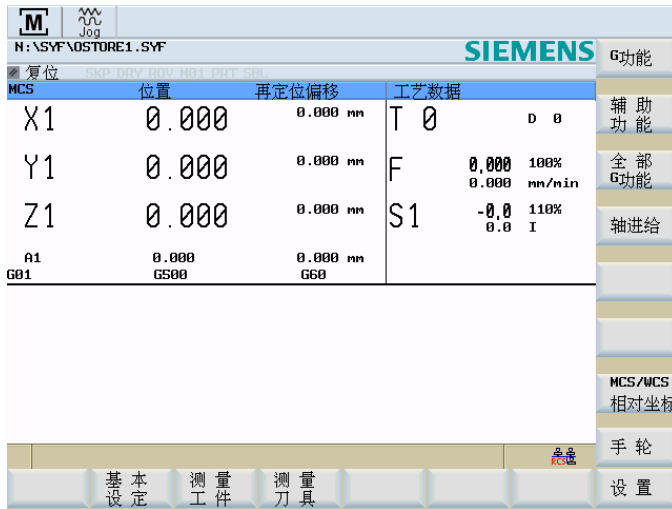 M
Jog
N:\SYF\OSTORE1.SYF
SIEMENS
G功能
复位 SKP DRY ROV M01 PRT SBL
MCS 位置 再定位偏移 工艺数据
辅 助
功 能
X1 0.000 0.000 mm T 0 D 0
全 部
G功能
Y1 0.000 0.000 mm F 0,000 100%
0.000 mm/min
Z1 0.000 0.000 mm S1 -0,0 110%
0.0 I
轴进给
A1 0.000 0.000 mm
G01 G500 G60
MCS/WCS
相对坐标
RCS
手 轮
基 本
设 定
测 量
工 件
测 量
刀 具
设 置